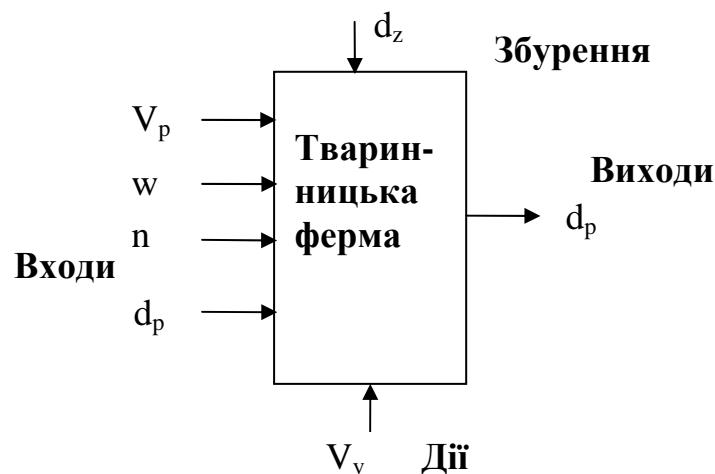 d_z
Збурення
V_p
Тварин-
w
ницька
Виходи
n
ферма
d_p
Входи
d_p
V_v
Дії